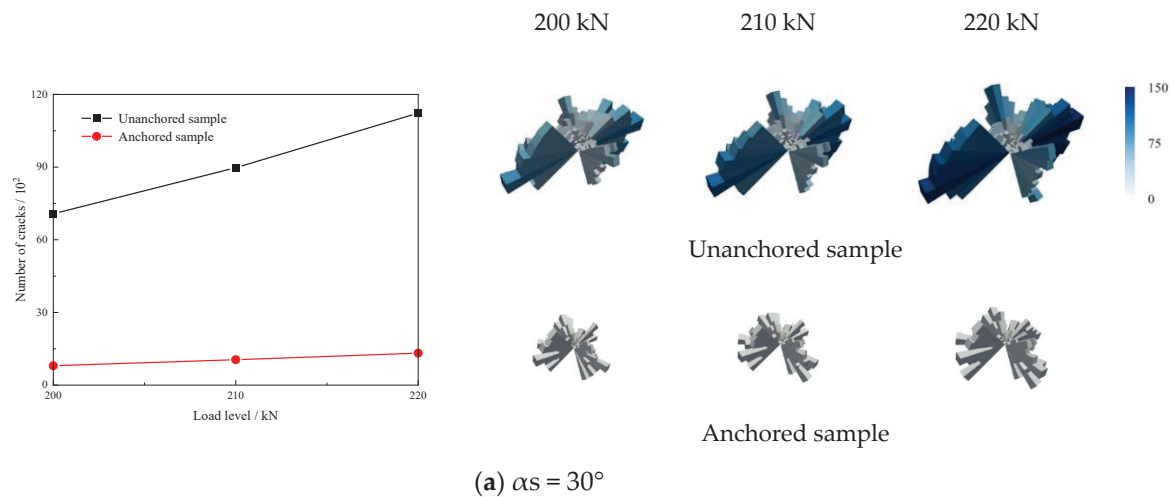 200 kN
210 kN
220 kN
120
90
60
30
0
Number of cracks / 10²
Unanchored sample
Anchored sample
200
210
220
Load level / kN
150
75
0
Unanchored sample
Anchored sample
(a) αs = 30°